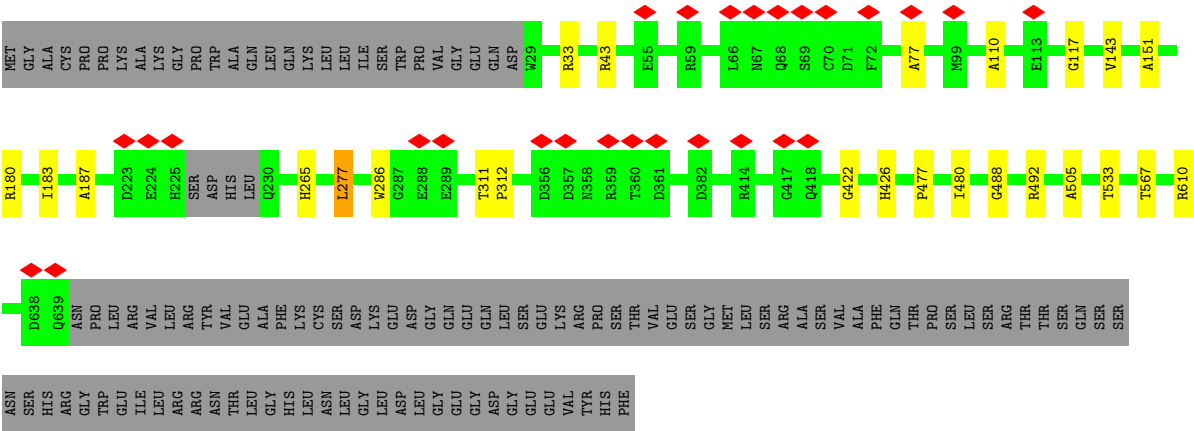 MET GLY ALA CYS PRO PRO LYS ALA LYS GLY PRO TRP ALA GLN LEU GLN LYS LEU LEU ILE SER TRP PRO VAL GLY GLU GLN ASP W29 R33 R43 E55 R59 L66 N67 Q68 S69 C70 D71 F72 A77 M99 A110 E113 G117 V143 A151
R180 I183 A187 D223 E224 H225 SER ASP HIS LEU Q230 H265 L277 W286 G287 E288 E289 T311 P312 D356 D357 N358 R359 T360 D361 D382 R414 G417 Q418 G422 H426 P477 I480 G488 R492 A505 T533 T567 R610
D638 Q639 ASN PRO LEU ARG VAL LEU ARG TYR VAL GLU ALA PHE LYS CYS SER ASP LYS GLU ASP GLY GLN GLU GLN LEU SER GLU LYS ARG PRO SER THR VAL GLU SER GLY MET LEU SER ARG ALA SER VAL ALA PHE GLN THR PRO SER LEU SER ARG THR THR SER GLN SER SER
ASN SER HIS ARG GLY TRP GLU ILE LEU ARG ARG ASN THR LEU GLY HIS LEU ASN LEU GLY LEU ASP LEU GLY GLU GLY ASP GLY GLU GLU VAL TYR HIS PHE